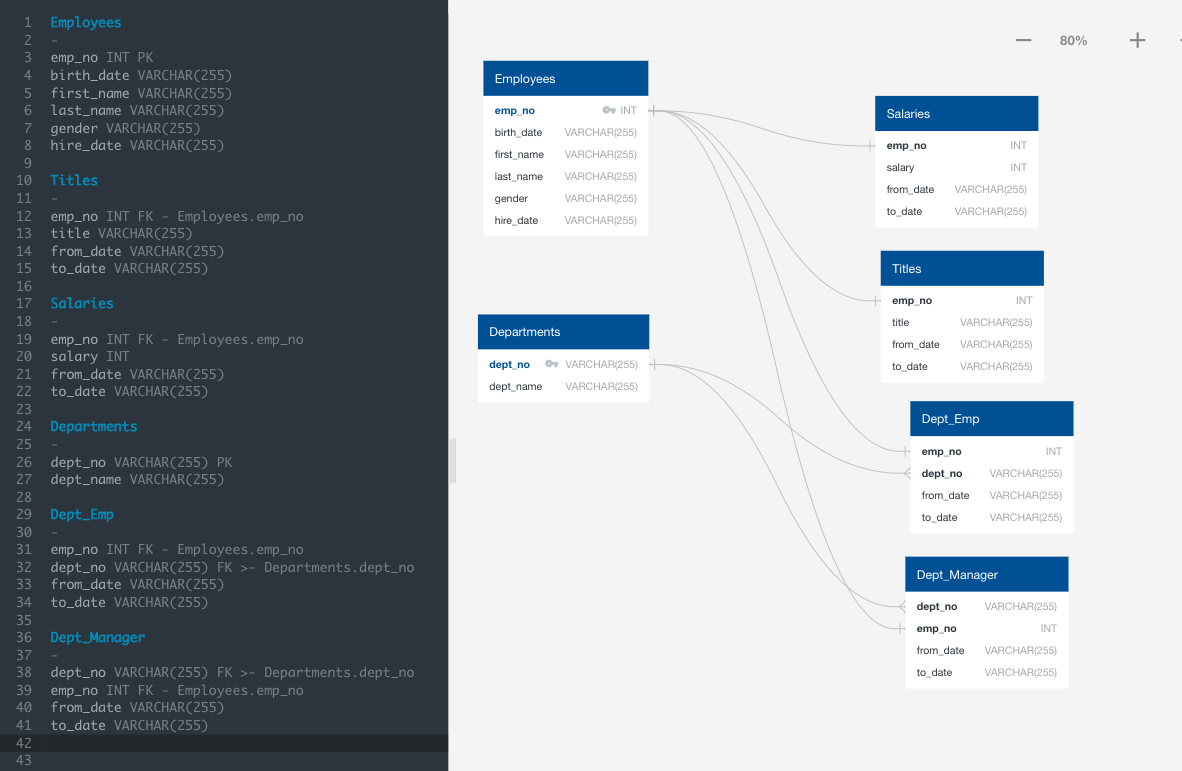 1 Employees
2 -
3 emp_no INT PK
4 birth_date VARCHAR(255)
5 first_name VARCHAR(255)
6 last_name VARCHAR(255)
7 gender VARCHAR(255)
8 hire_date VARCHAR(255)
9
10 Titles
11 -
12 emp_no INT FK - Employees.emp_no
13 title VARCHAR(255)
14 from_date VARCHAR(255)
15 to_date VARCHAR(255)
16
17 Salaries
18 -
19 emp_no INT FK - Employees.emp_no
20 salary INT
21 from_date VARCHAR(255)
22 to_date VARCHAR(255)
23
24 Departments
25 -
26 dept_no VARCHAR(255) PK
27 dept_name VARCHAR(255)
28
29 Dept_Emp
30 -
31 emp_no INT FK - Employees.emp_no
32 dept_no VARCHAR(255) FK >- Departments.dept_no
33 from_date VARCHAR(255)
34 to_date VARCHAR(255)
35
36 Dept_Manager
37 -
38 dept_no VARCHAR(255) FK >- Departments.dept_no
39 emp_no INT FK - Employees.emp_no
40 from_date VARCHAR(255)
41 to_date VARCHAR(255)
42
43
80%
Employees
emp_no INT
birth_date VARCHAR(255)
first_name VARCHAR(255)
last_name VARCHAR(255)
gender VARCHAR(255)
hire_date VARCHAR(255)
Departments
dept_no VARCHAR(255)
dept_name VARCHAR(255)
Salaries
emp_no INT
salary INT
from_date VARCHAR(255)
to_date VARCHAR(255)
Titles
emp_no INT
title VARCHAR(255)
from_date VARCHAR(255)
to_date VARCHAR(255)
Dept_Emp
emp_no INT
dept_no VARCHAR(255)
from_date VARCHAR(255)
to_date VARCHAR(255)
Dept_Manager
dept_no VARCHAR(255)
emp_no INT
from_date VARCHAR(255)
to_date VARCHAR(255)